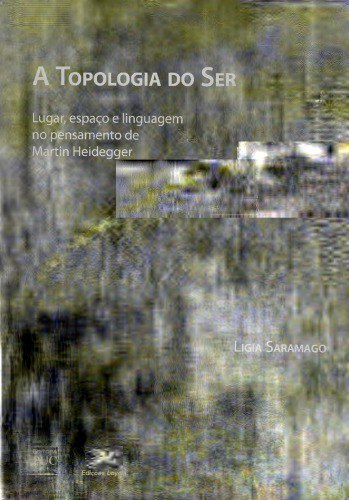 A Topologia do Ser
Lugar, espaço e linguagem
no pensamento de
Martin Heidegger
Ligia Saramago
Edições Loyola